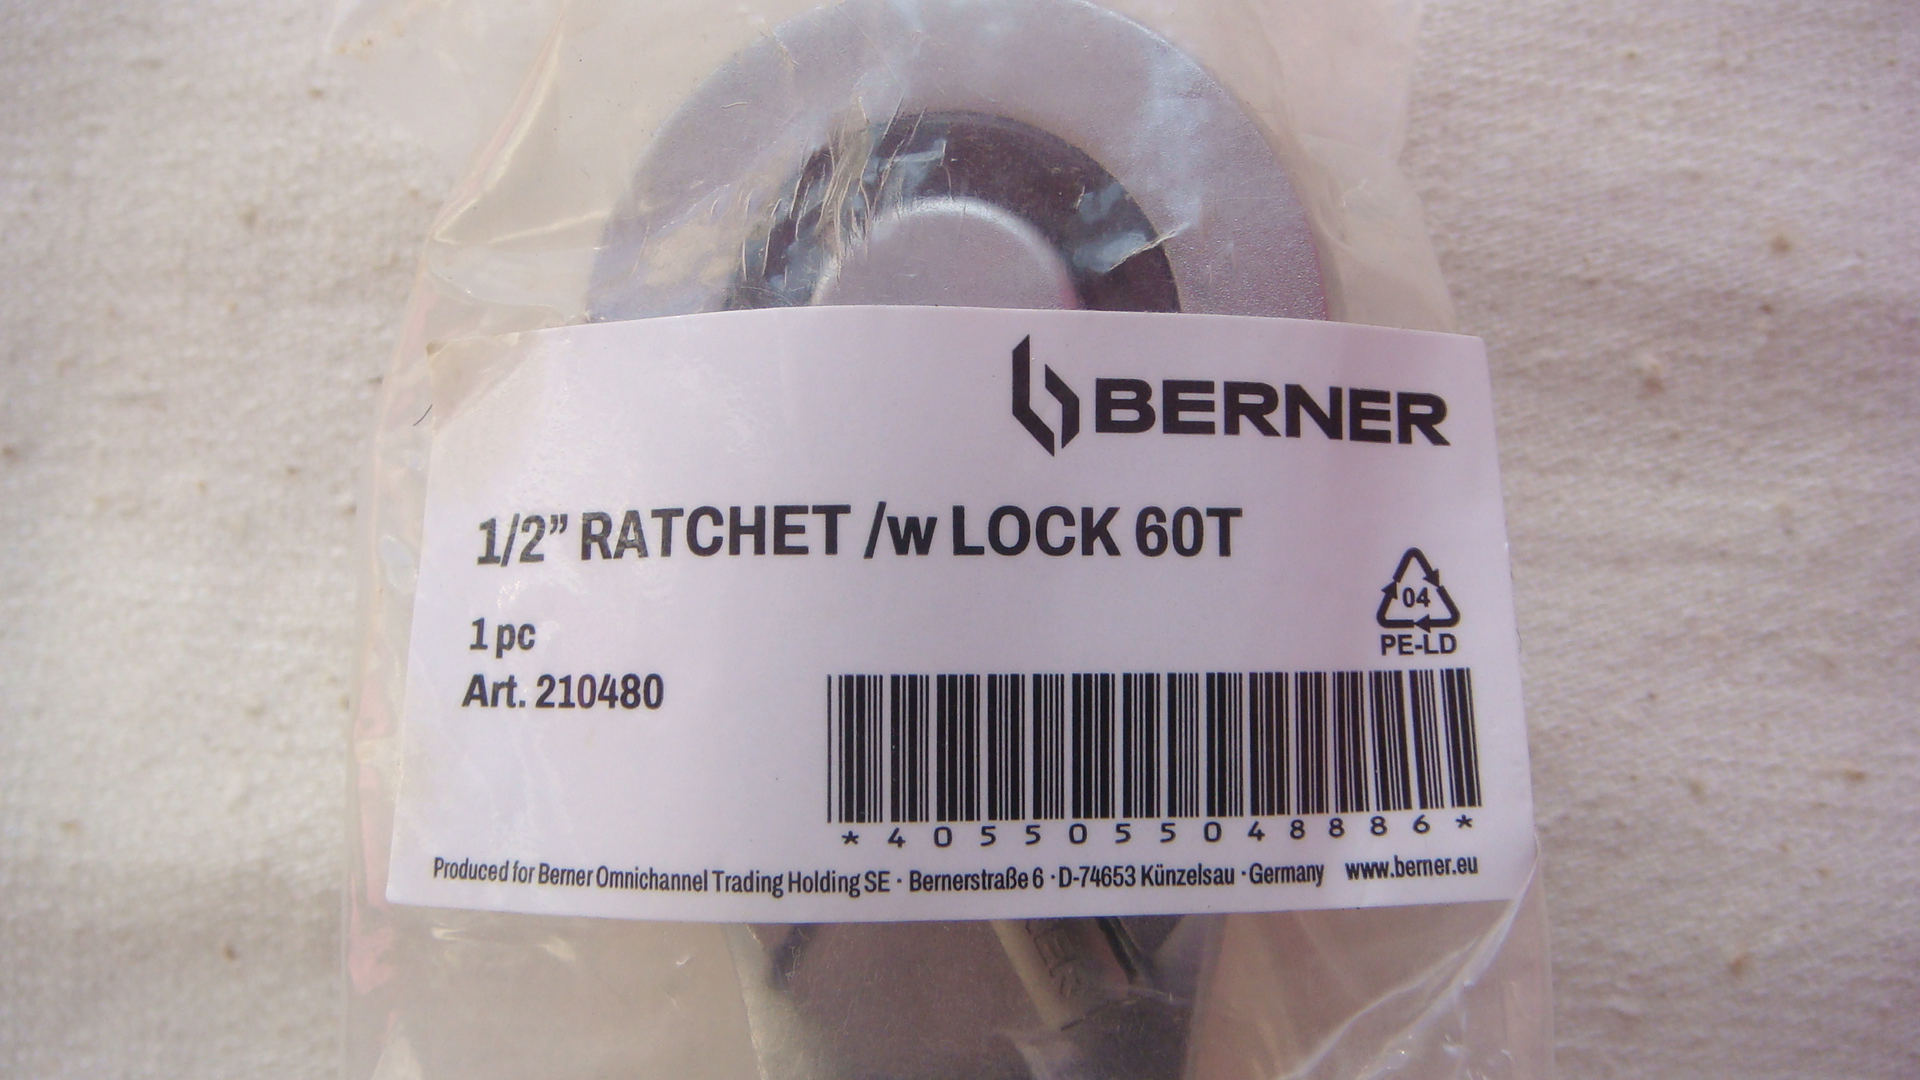 BERNER
1/2” RATCHET /w LOCK 60T
04
PE-LD
1 pc
Art. 210480
*4055055048886*
Produced for Berner Omnichannel Trading Holding SE · Bernerstraße 6 · D-74653 Künzelsau · Germany www.berner.eu